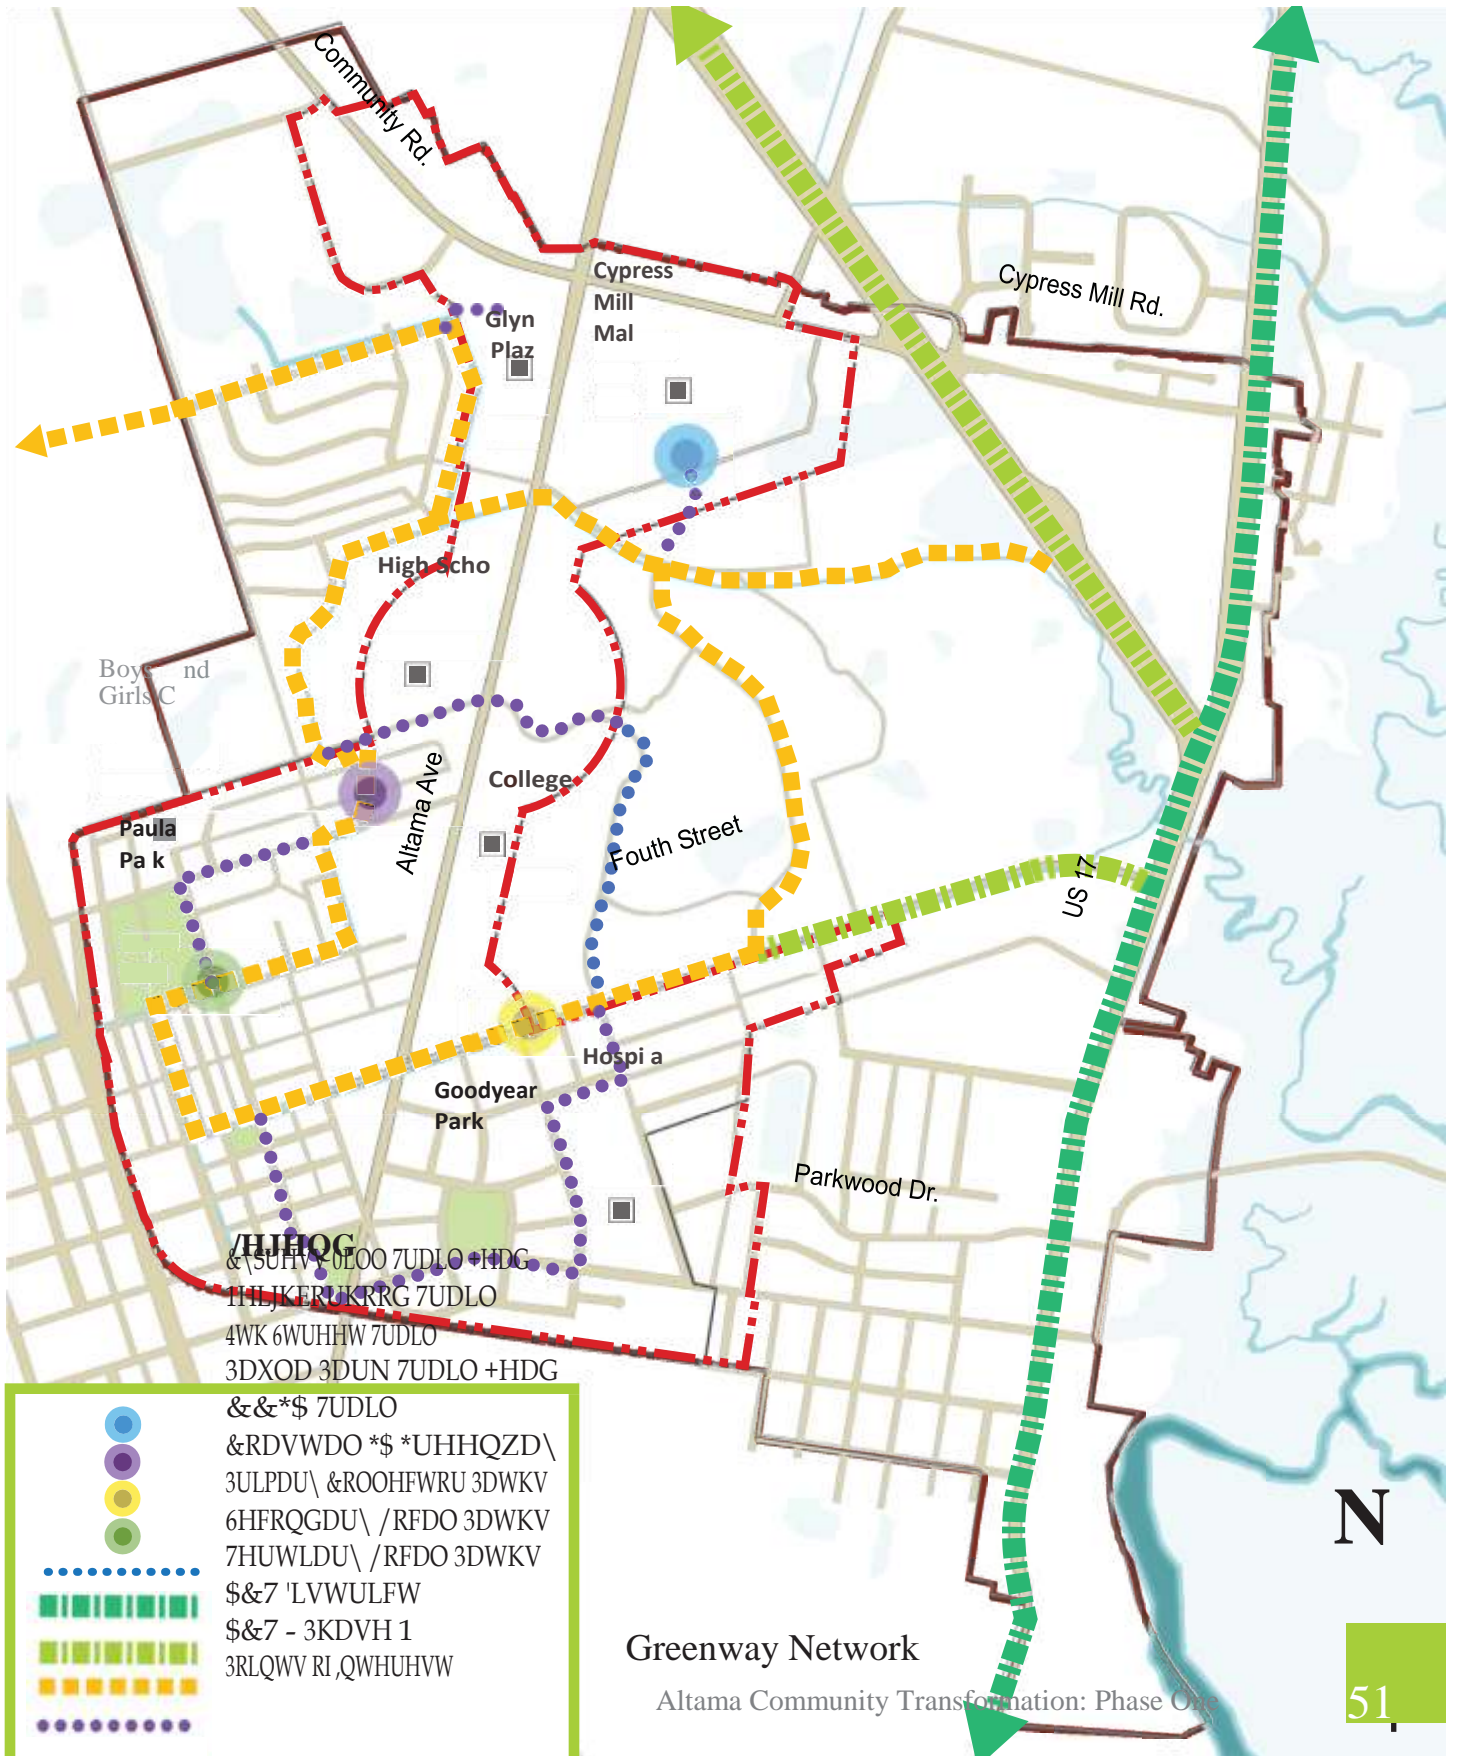 Community Rd.
Cypress
Mill
Mal
Cypress Mill Rd.
Glyn
Plaz
High Scho
Boys nd
Girls C
College
Altama Ave
Fouth Street
Paula
Pa k
US 17
Hospi a
Goodyear
Park
Parkwood Dr.
/HJHQG
&\SUHVV 0LOO 7UDLO +HDG
1HLJKERUKRRG 7UDLO
4WK 6WUHHW 7UDLO
3DXOD 3DUN 7UDLO +HDG
&&*$ 7UDLO
&RDVWDO *$ *UHHQZD\
3ULPDU\ &ROOHFWRU 3DWKV
6HFRQGDU\ /RFDO 3DWKV
7HUWLDU\ /RFDO 3DWKV
$&7 'LVWULFW
$&7 - 3KDVH 1
3RLQWV RI ,QWHUHVW
N
Greenway Network
Altama Community Transformation: Phase One
51